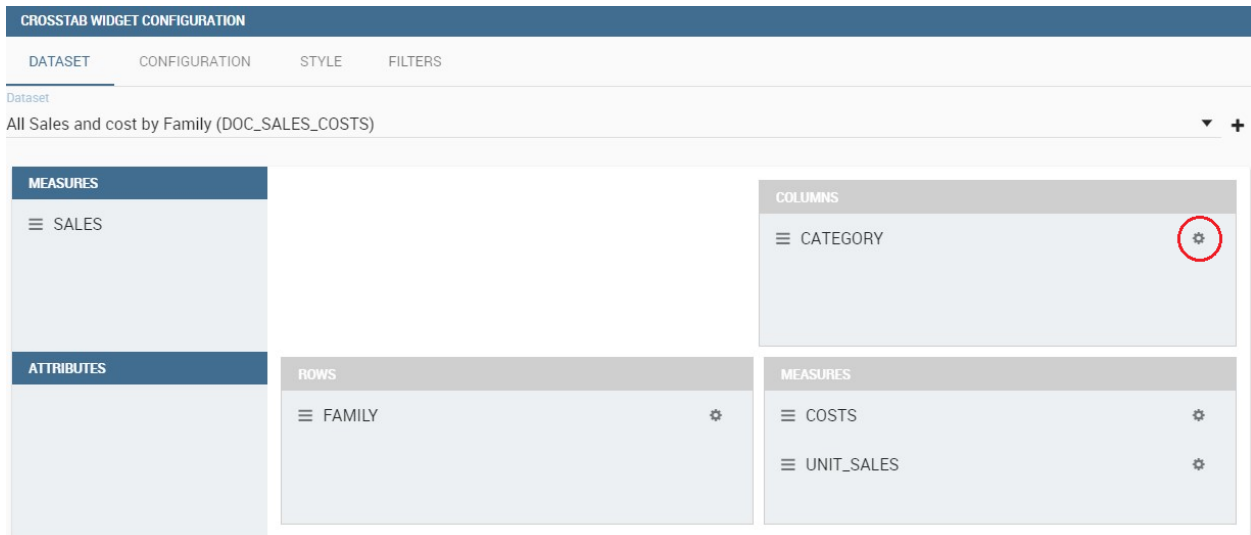 CROSSTAB WIDGET CONFIGURATION
DATASET CONFIGURATION STYLE FILTERS
Dataset
All Sales and cost by Family (DOC_SALES_COSTS)
MEASURES
SALES
COLUMNS
CATEGORY
ATTRIBUTES
ROWS
FAMILY
MEASURES
COSTS
UNIT_SALES